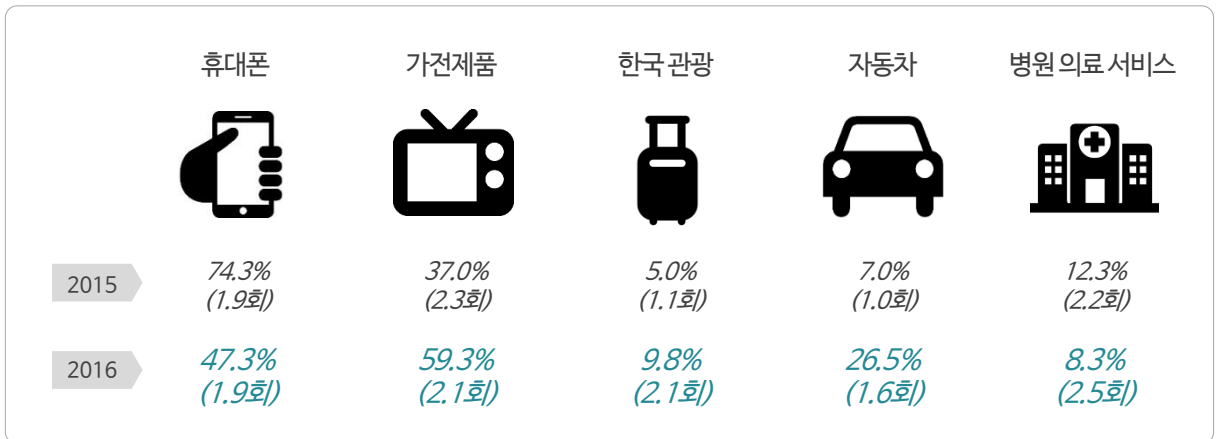 휴대폰 가전제품 한국 관광 자동차 병원 의료 서비스
2015 74.3% 37.0% 5.0% 7.0% 12.3%
(1.9회) (2.3회) (1.1회) (1.0회) (2.2회)
2016 47.3% 59.3% 9.8% 26.5% 8.3%
(1.9회) (2.1회) (2.1회) (1.6회) (2.5회)